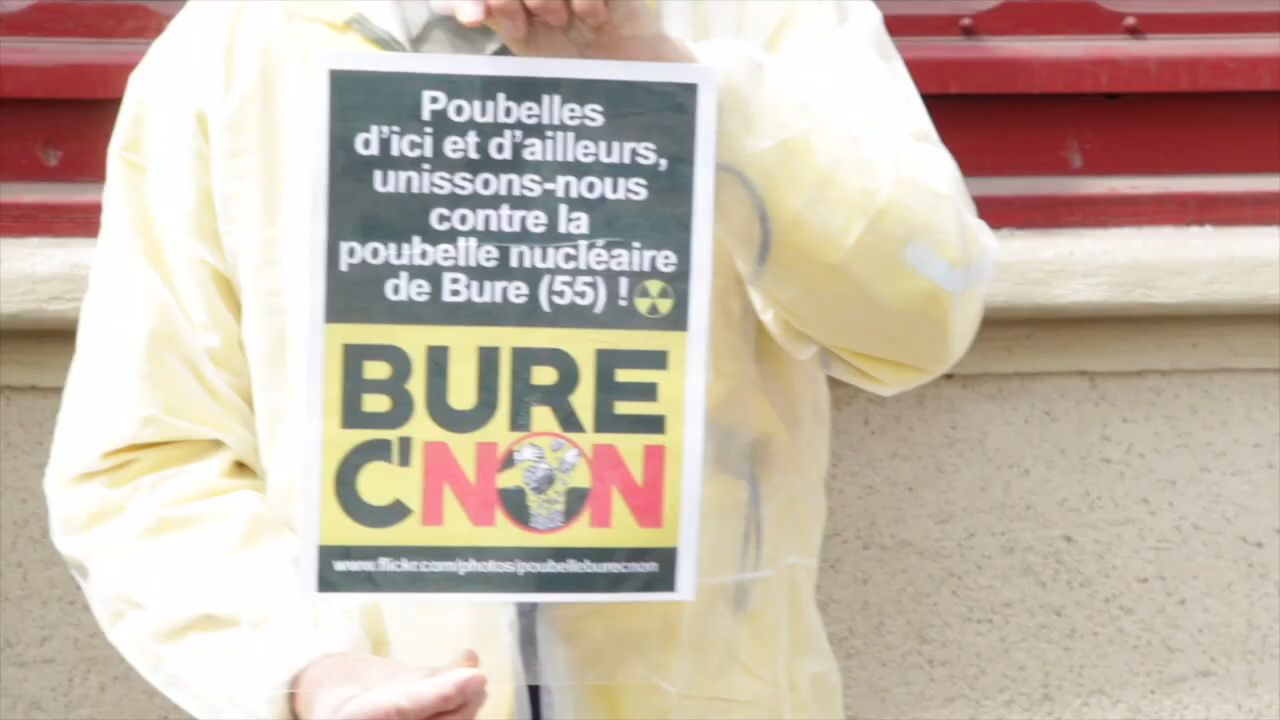 Poubelles
d'ici et d'ailleurs,
unissons-nous
contre la
poubelle nucléaire
de Bure (55) !
BURE
C'NON
www.flickr.com/photos/poubelleburecnon